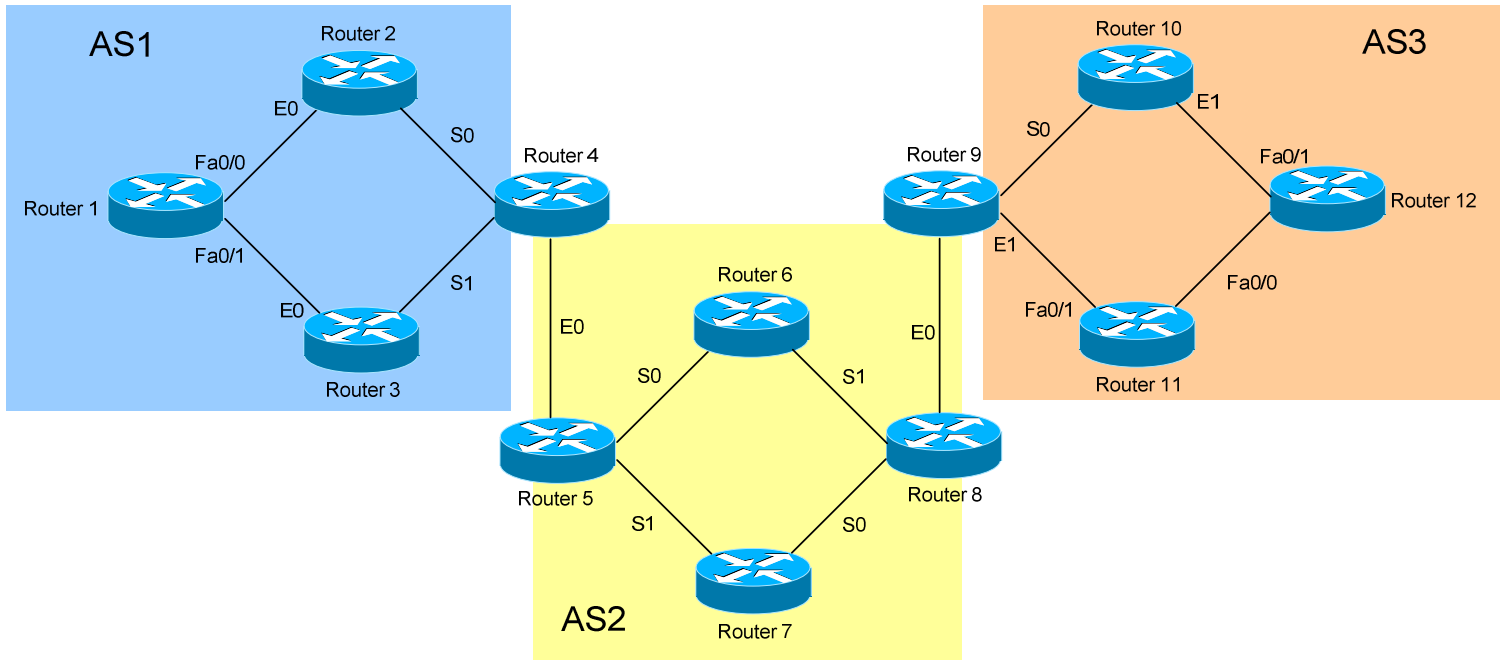 AS1
Router 2
E0
S0
Fa0/0
Router 4
Router 1
Fa0/1
E0
S1
Router 3
E0
Router 5
Router 6
S0
S1
S1
S0
Router 7
AS2
E0
Router 8
Router 9
AS3
Router 10
S0
E1
Fa0/1
Router 12
E1
Fa0/1
Fa0/0
Router 11